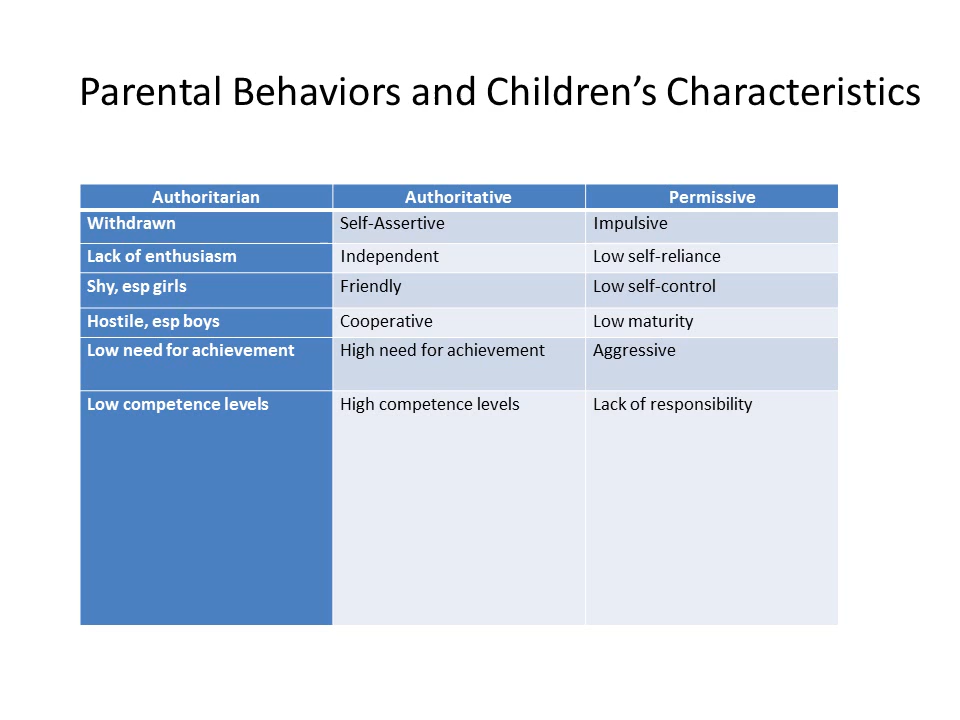 Parental Behaviors and Children’s Characteristics
Authoritarian Authoritative Permissive
Withdrawn Self-Assertive Impulsive
Lack of enthusiasm Independent Low self-reliance
Shy, esp girls Friendly Low self-control
Hostile, esp boys Cooperative Low maturity
Low need for achievement High need for achievement Aggressive
Low competence levels High competence levels Lack of responsibility